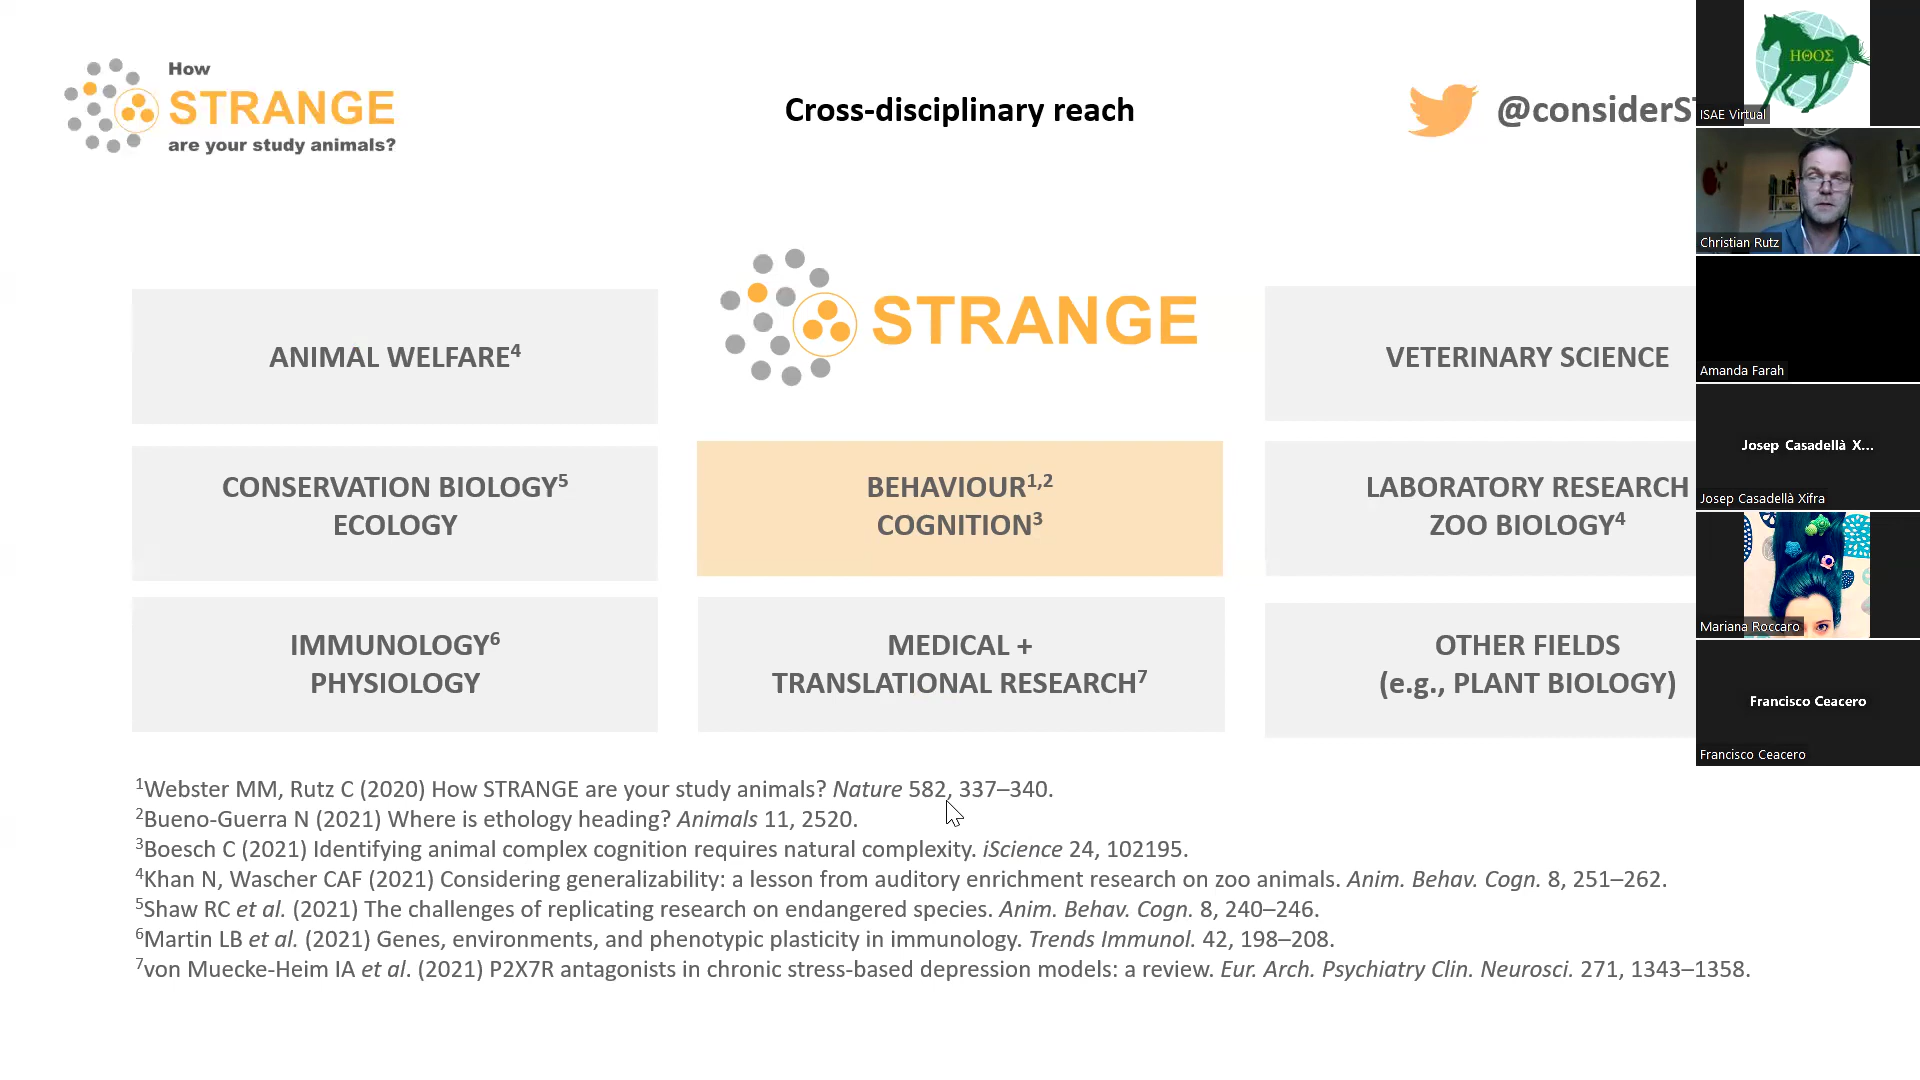 How
STRANGE
are your study animals?
Cross-disciplinary reach
@considerST
STRANGE
ANIMAL WELFARE⁴
VETERINARY SCIENCE
CONSERVATION BIOLOGY⁵
ECOLOGY
BEHAVIOUR¹,²
COGNITION³
LABORATORY RESEARCH
ZOO BIOLOGY⁴
IMMUNOLOGY⁶
PHYSIOLOGY
MEDICAL +
TRANSLATIONAL RESEARCH⁷
OTHER FIELDS
(e.g., PLANT BIOLOGY)
¹Webster MM, Rutz C (2020) How STRANGE are your study animals? Nature 582, 337–340.
²Bueno-Guerra N (2021) Where is ethology heading? Animals 11, 2520.
³Boesch C (2021) Identifying animal complex cognition requires natural complexity. iScience 24, 102195.
⁴Khan N, Wascher CAF (2021) Considering generalizability: a lesson from auditory enrichment research on zoo animals. Anim. Behav. Cogn. 8, 251–262.
⁵Shaw RC et al. (2021) The challenges of replicating research on endangered species. Anim. Behav. Cogn. 8, 240–246.
⁶Martin LB et al. (2021) Genes, environments, and phenotypic plasticity in immunology. Trends Immunol. 42, 198–208.
⁷von Muecke-Heim IA et al. (2021) P2X7R antagonists in chronic stress-based depression models: a review. Eur. Arch. Psychiatry Clin. Neurosci. 271, 1343–1358.
ΗΘΟΣ
ISAE Virtual
Christian Rutz
Amanda Farah
Josep Casadellà X...
Josep Casadellà Xifra
Mariana Roccaro
Francisco Ceacero
Francisco Ceacero